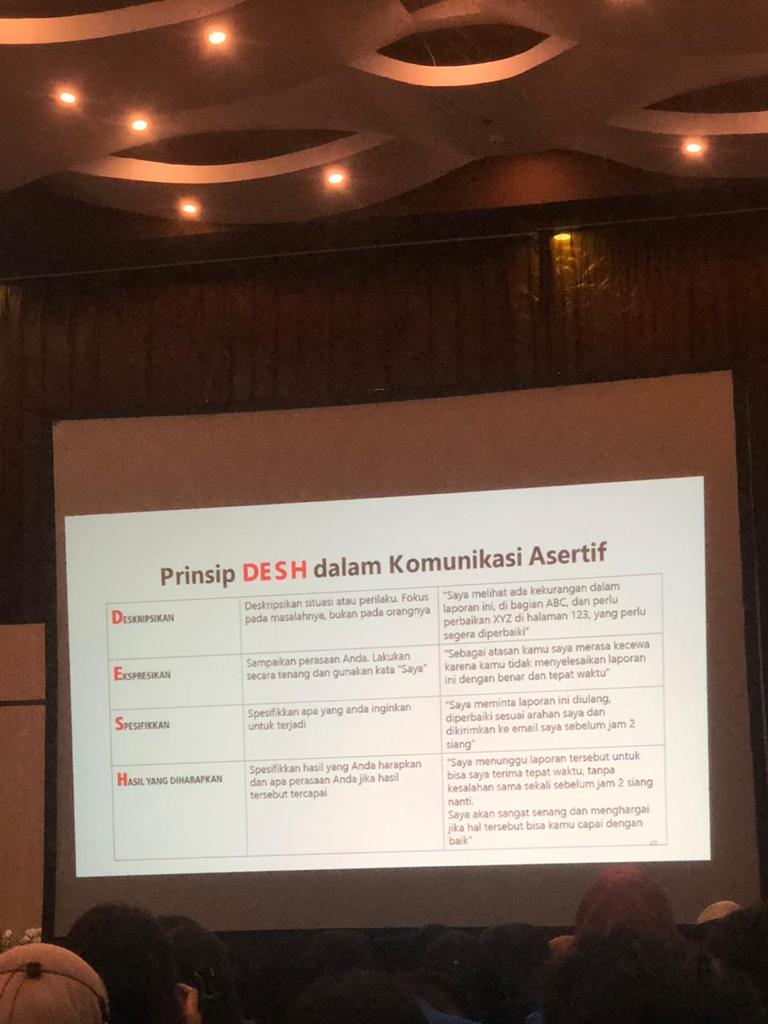 Prinsip DESH dalam Komunikasi Asertif
DESKRIPSIKAN
Deskripsikan situasi atau perilaku. Fokus
pada masalahnya, bukan pada orangnya
"Saya melihat ada kekurangan dalam
laporan ini, di bagian ABC, dan perlu
perbaikan XYZ di halaman 123, yang perlu
segera diperbaiki"
EKSPRESIKAN
Sampaikan perasaan Anda. Lakukan
secara tenang dan gunakan kata "Saya"
"Sebagai atasan kamu saya merasa kecewa
karena kamu tidak menyelesaikan laporan
ini dengan benar dan tepat waktu"
SPESIFIKKAN
Spesifikkan apa yang anda inginkan
untuk terjadi
"Saya meminta laporan ini diulang,
diperbaiki sesuai arahan saya dan
dikirimkan ke email saya sebelum jam 2
siang"
HASIL YANG DIHARAPKAN
Spesifikkan hasil yang Anda harapkan
dan apa perasaan Anda jika hasil
tersebut tercapai
"Saya menunggu laporan tersebut untuk
bisa saya terima tepat waktu, tanpa
kesalahan sama sekali sebelum jam 2 siang
nanti.
Saya akan sangat senang dan menghargai
jika hal tersebut bisa kamu capai dengan
baik"